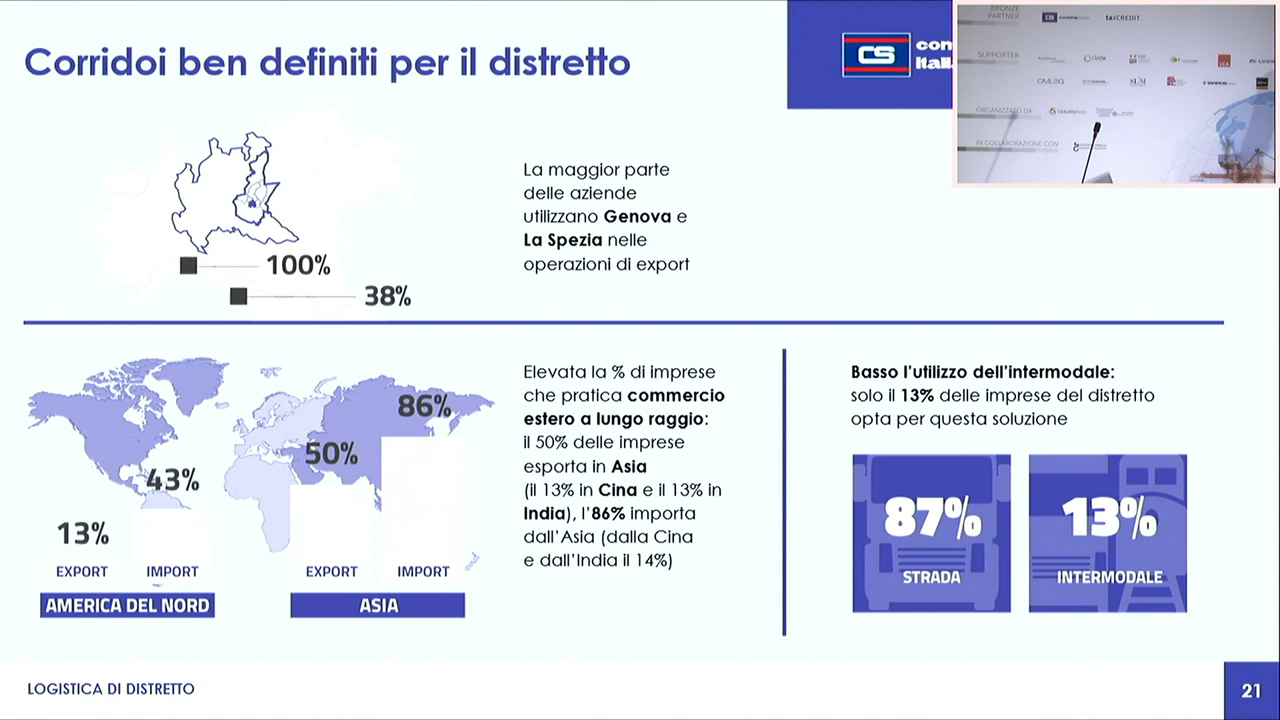 Corridoi ben definiti per il distretto
CS
BRONZE
PARTNER
taxCREDIT
SUPPORTER
ORGANIZZATO DA
IN COLLABORAZIONE CON
La maggior parte
delle aziende
utilizzano Genova e
La Spezia nelle
operazioni di export
100%
38%
86%
50%
43%
13%
EXPORT
IMPORT
EXPORT
IMPORT
AMERICA DEL NORD
ASIA
Elevata la % di imprese
che pratica commercio
estero a lungo raggio:
il 50% delle imprese
esporta in Asia
(il 13% in Cina e il 13% in
India), l'86% importa
dall'Asia (dalla Cina
e dall'India il 14%)
Basso l'utilizzo dell'intermodale:
solo il 13% delle imprese del distretto
opta per questa soluzione
87%
STRADA
13%
INTERMODALE
LOGISTICA DI DISTRETTO
21